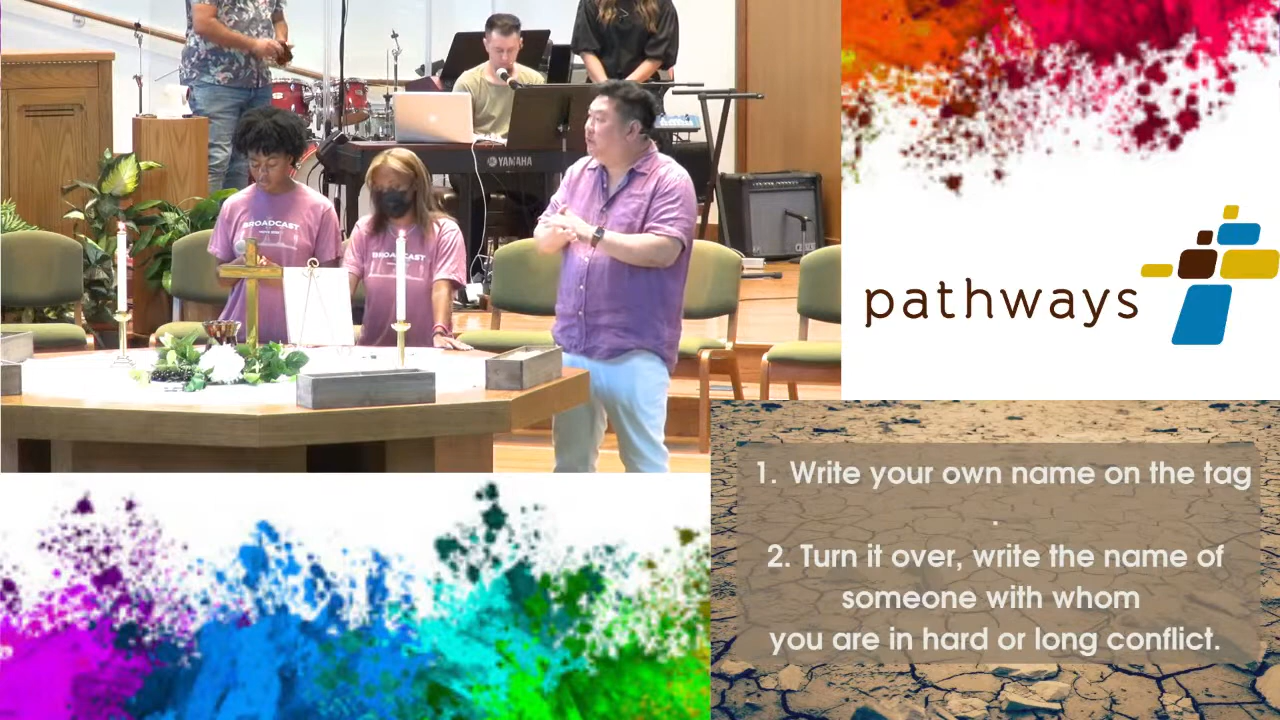 YAMAHA
BROADCAST
BROADCAST
pathways
1. Write your own name on the tag
.
2. Turn it over, write the name of
someone with whom
you are in hard or long conflict.